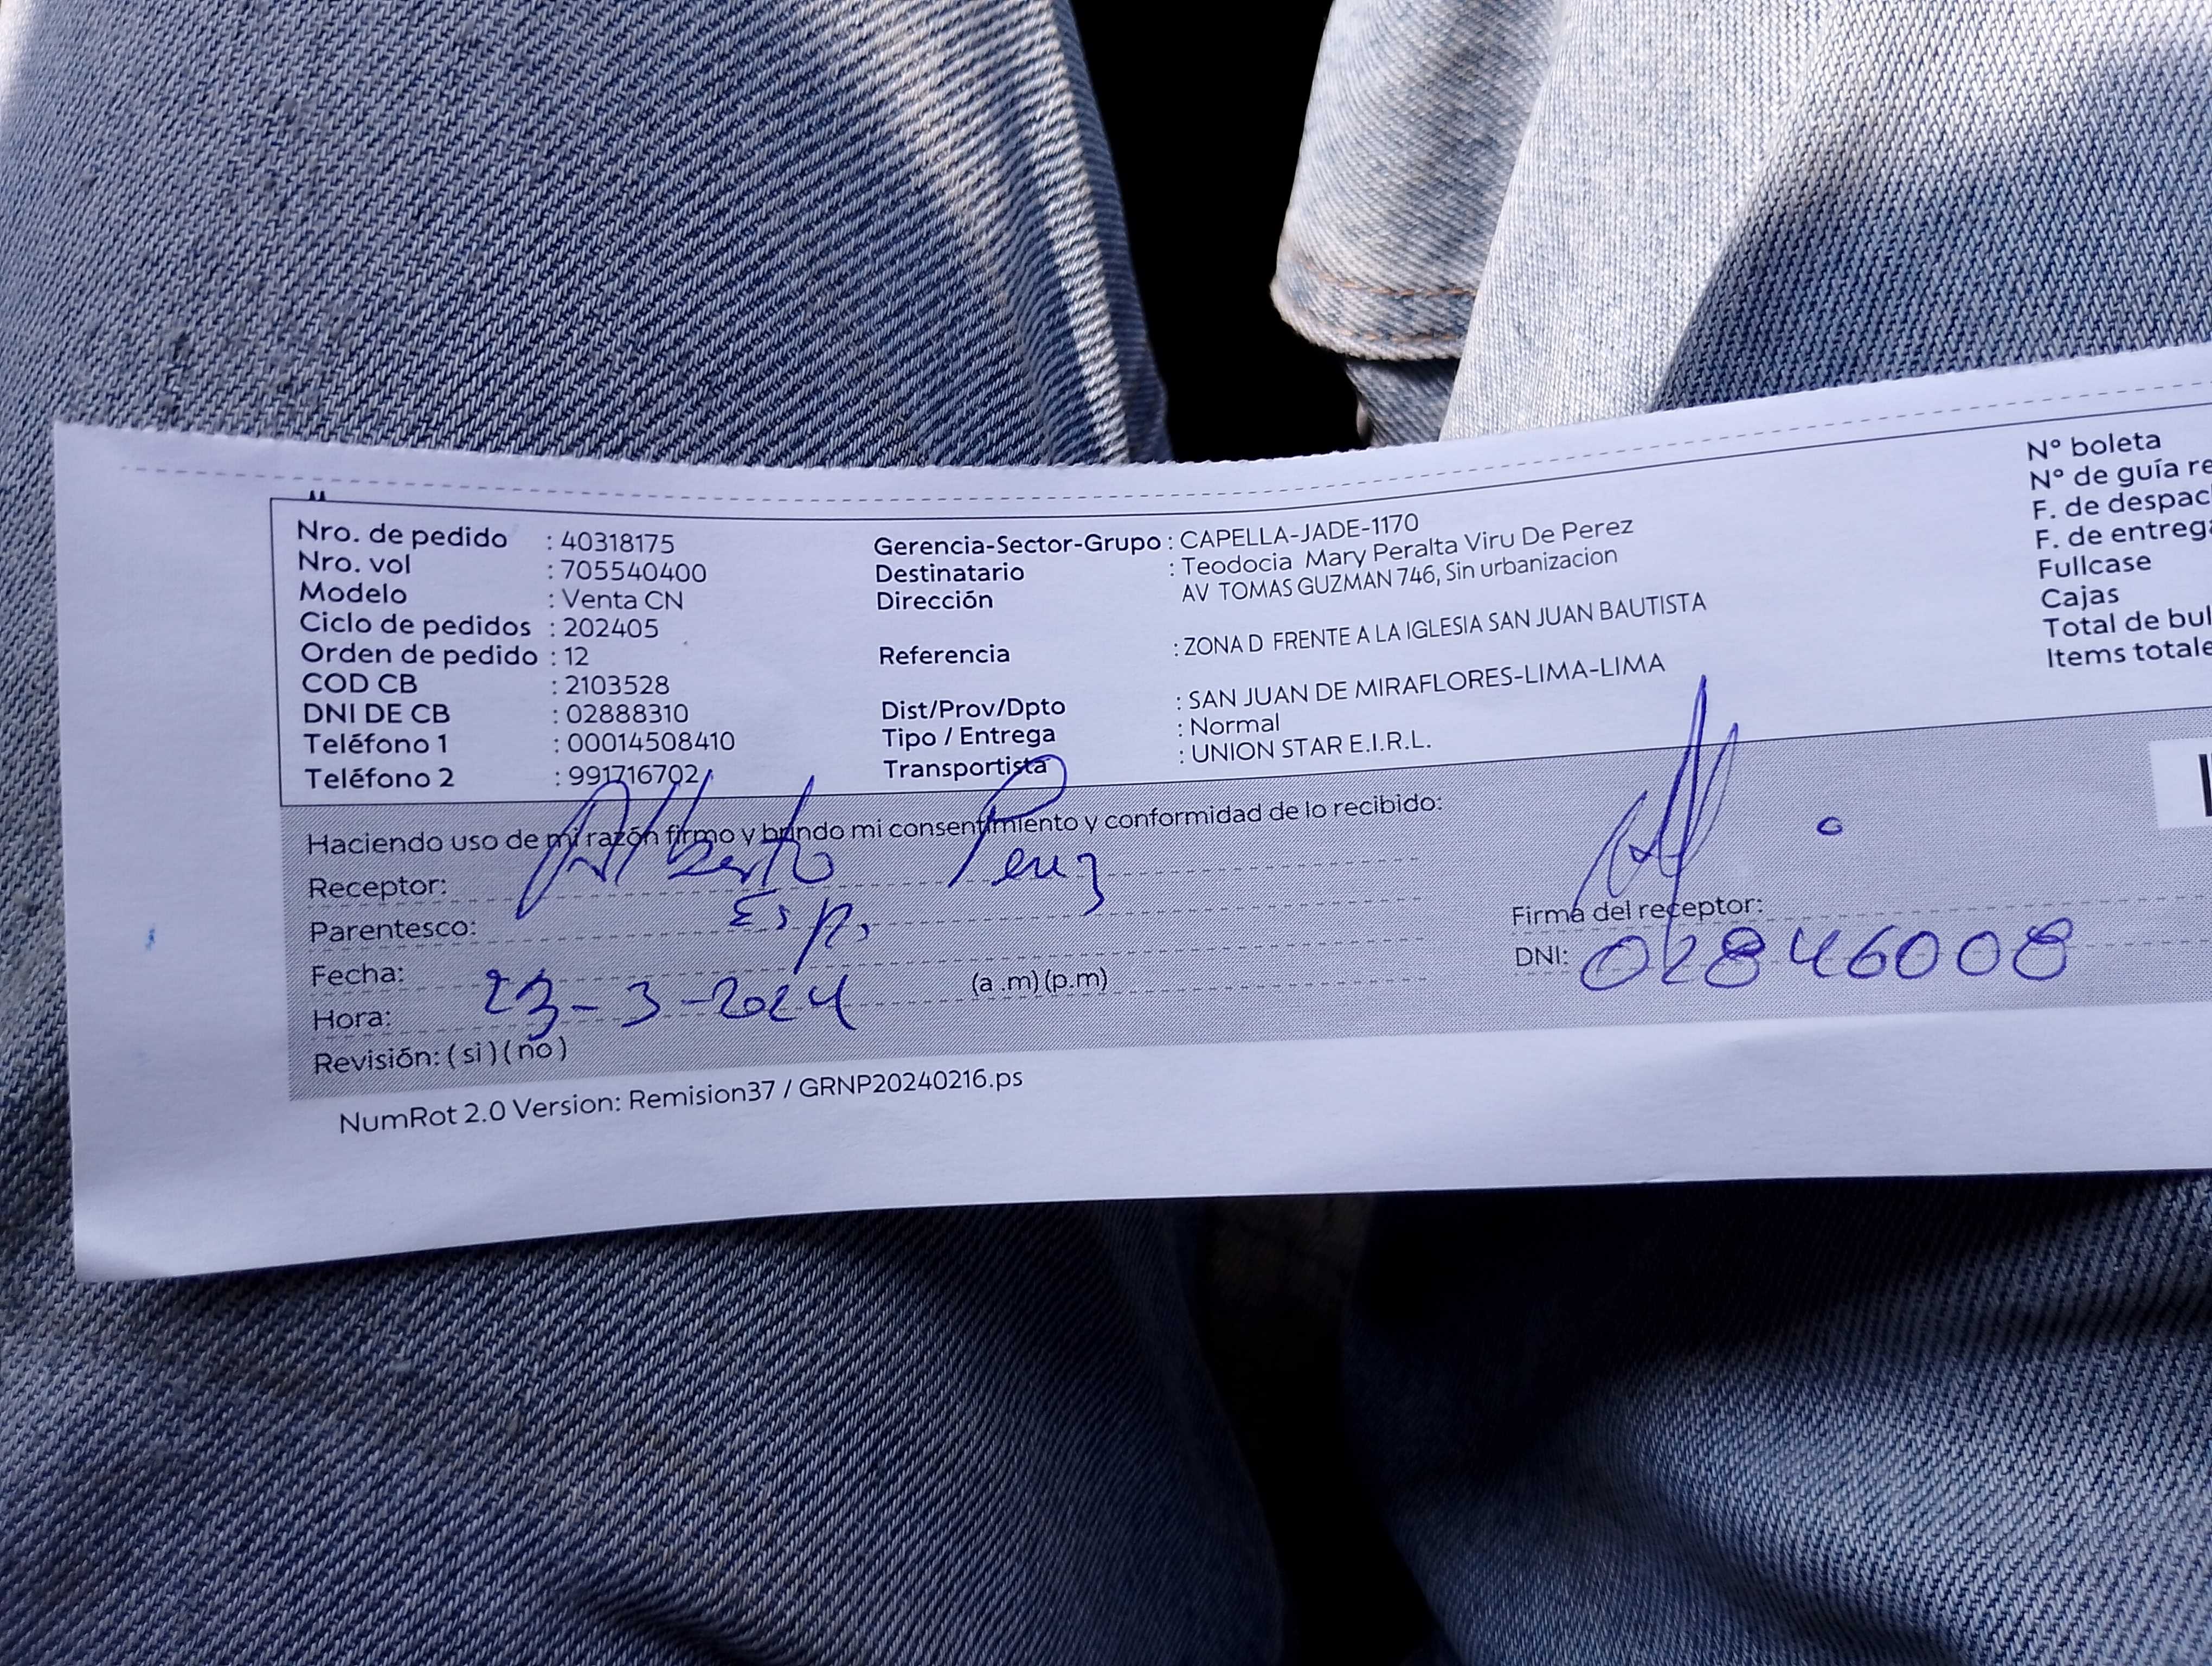 Nro. de pedido : 40318175
Nro. vol : 705540400
Modelo : Venta CN
Ciclo de pedidos : 202405
Orden de pedido : 12
COD CB : 2103528
DNI DE CB : 02888310
Teléfono 1 : 00014508410
Teléfono 2 : 991716702
Gerencia-Sector-Grupo : CAPELLA-JADE-1170
Destinatario : Teodocia Mary Peralta Viru De Perez
Dirección AV TOMAS GUZMAN 746, Sin urbanizacion
Referencia : ZONA D FRENTE A LA IGLESIA SAN JUAN BAUTISTA
Dist/Prov/Dpto : SAN JUAN DE MIRAFLORES-LIMA-LIMA
Tipo / Entrega : Normal
Transportista : UNION STAR E.I.R.L.
N° boleta
N° de guía re
F. de despac
F. de entreg
Fullcase
Cajas
Total de bul
Items totale
Haciendo uso de mi razón firmo y brindo mi consentimiento y conformidad de lo recibido:
Receptor: Alberto Perez
Parentesco: Esp.
Fecha: 23-3-2024
Hora: (a .m) (p.m)
Revisión: ( si ) ( no )
Firma del receptor:
DNI: 02846008
NumRot 2.0 Version: Remision37 / GRNP20240216.ps